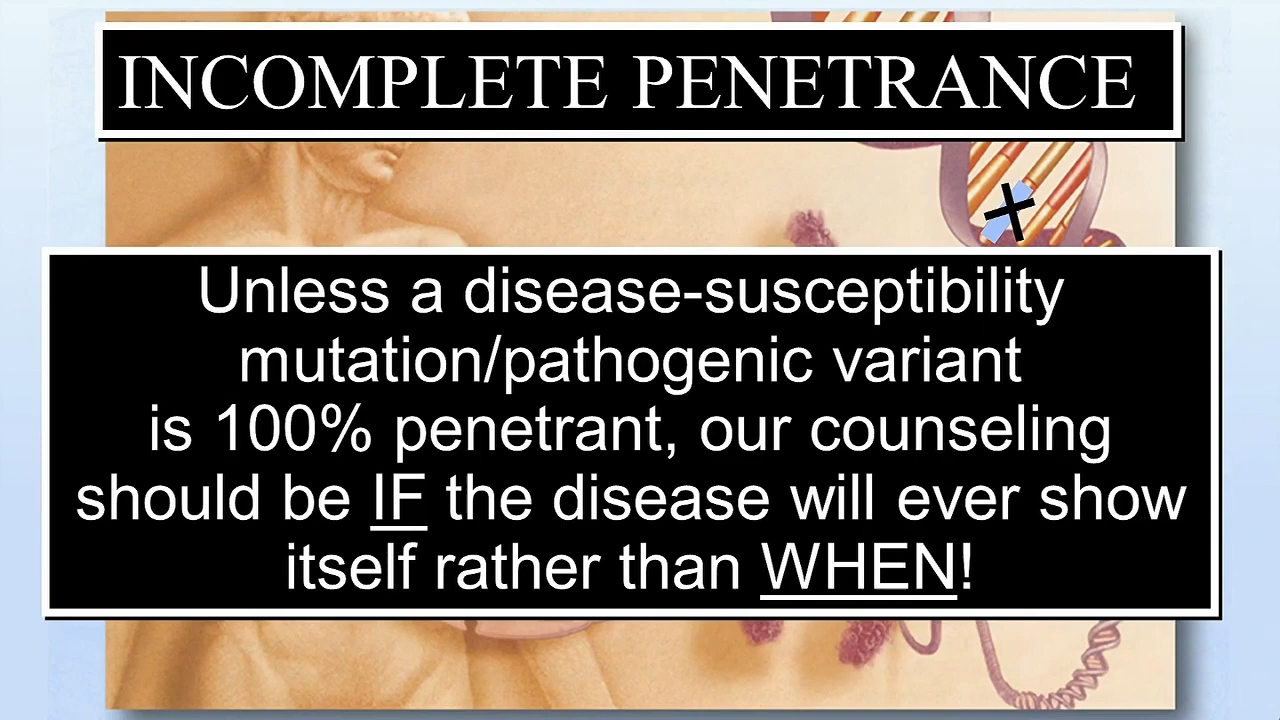 INCOMPLETE PENETRANCE
Unless a disease-susceptibility
mutation/pathogenic variant
is 100% penetrant, our counseling
should be IF the disease will ever show
itself rather than WHEN!